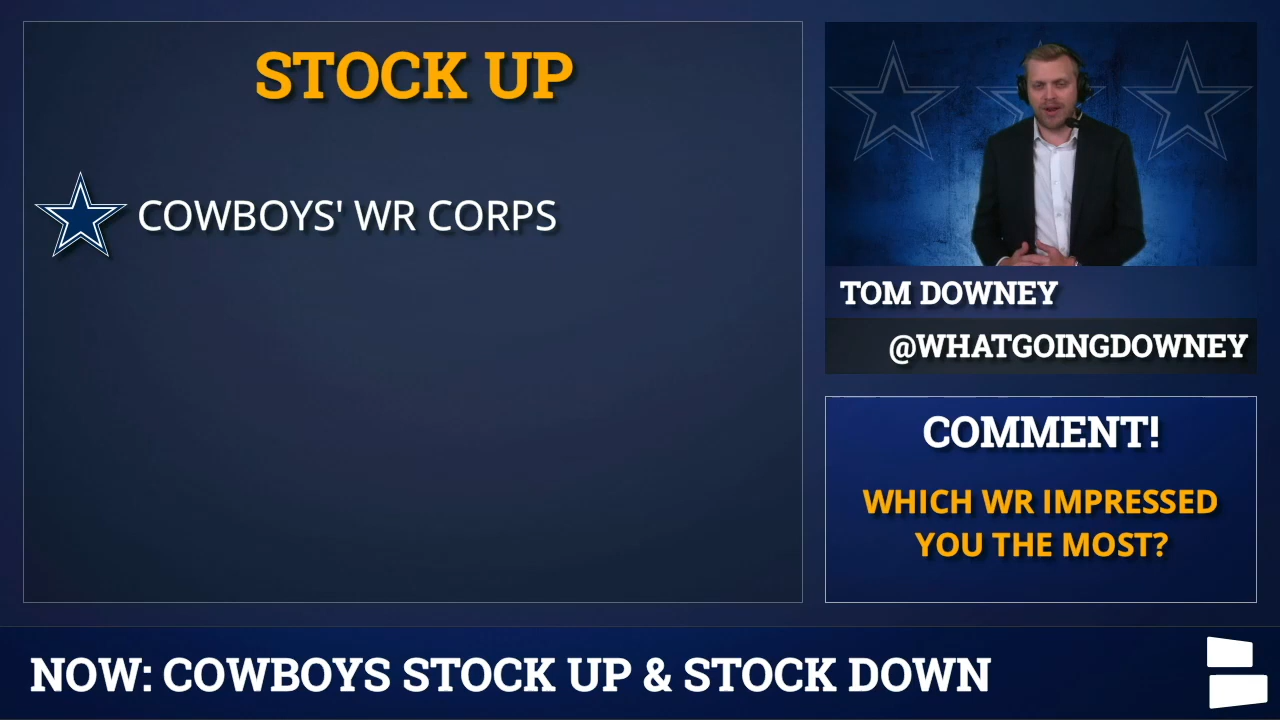 STOCK UP
COWBOYS' WR CORPS
TOM DOWNEY
@WHATGOINGDOWNEY
COMMENT!
WHICH WR IMPRESSED
YOU THE MOST?
NOW: COWBOYS STOCK UP & STOCK DOWN